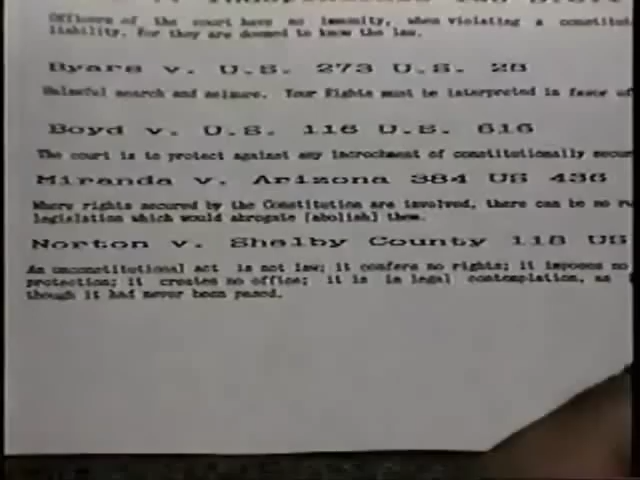 Officers of the court have no immunity, when violating a constitut
liability, for they are deemed to know the law.
Byars v. U.S. 273 U.S. 28
Unlawful search and seizure. Your Rights must be interpreted in favor of
Boyd v. U.S. 116 U.S. 616
The court is to protect against any incrochment of constitutionally secur
Miranda v. Arizona 384 US 436
Where rights secured by the Constitution are involved, there can be no ru
legislation which would abrogate [abolish] them.
Norton v. Shelby County 118 US
An unconstitutional act is not law; it confers no rights; it imposes no
protection; it creates no office; it is in legal contemplation, as
though it had never been passed.